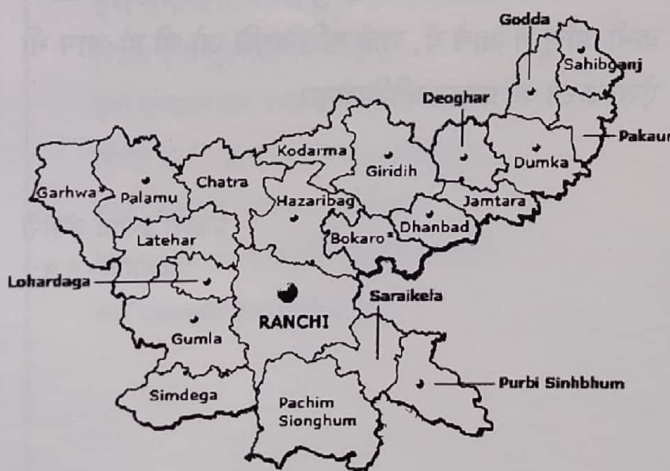 Godda
Sahibganj
Deoghar
Pakaur
Kodarma
Giridih
Dumka
Garhwa
Palamu
Chatra
Hazaribag
Jamtara
Latehar
Bokaro
Dhanbad
Lohardaga
Saraikela
RANCHI
Gumla
Simdega
Pachim
Sionghum
Purbi Sinhbhum